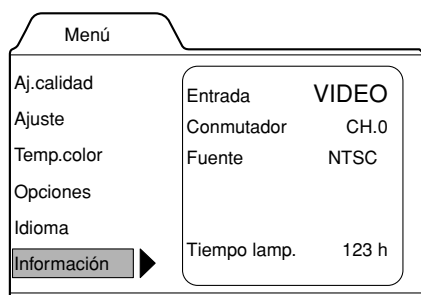 Menú
Aj.calidad
Ajuste
Temp.color
Opciones
Idioma
Información
Entrada VIDEO
Conmutador CH.0
Fuente NTSC
Tiempo lamp. 123 h